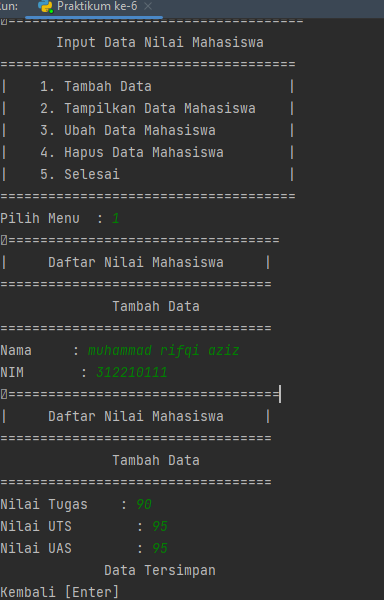 un: Praktikum ke-6 ×
=====================================
Input Data Nilai Mahasiswa
=====================================
| 1. Tambah Data |
| 2. Tampilkan Data Mahasiswa |
| 3. Ubah Data Mahasiswa |
| 4. Hapus Data Mahasiswa |
| 5. Selesai |
=====================================
Pilih Menu : 1
==================================
| Daftar Nilai Mahasiswa |
==================================
Tambah Data
==================================
Nama : muhammad rifqi aziz
NIM : 312210111
==================================
| Daftar Nilai Mahasiswa |
==================================
Tambah Data
==================================
Nilai Tugas : 90
Nilai UTS : 95
Nilai UAS : 95
Data Tersimpan
Kembali [Enter]